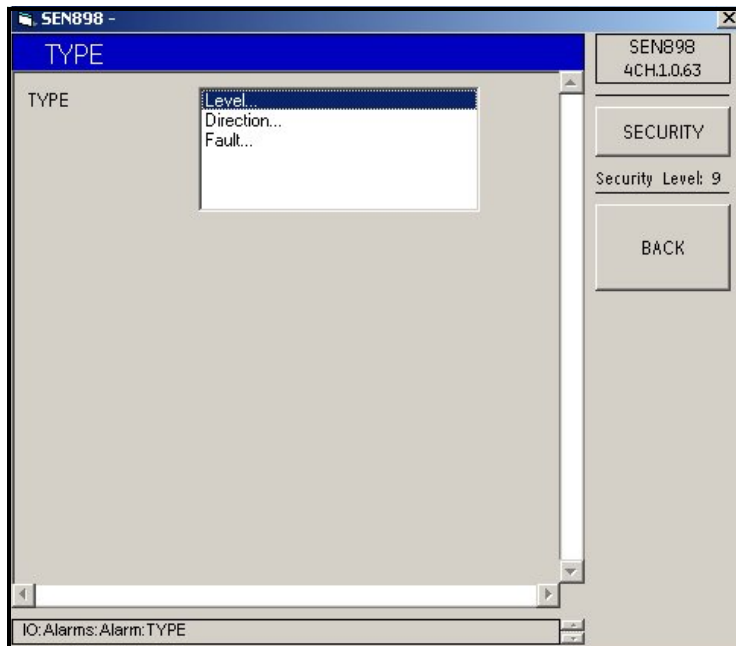 SEN898 -
TYPE
TYPE
Level...
Direction...
Fault...
SEN898
4CH.1.0.63
SECURITY
Security Level: 9
BACK
IO:Alarms:Alarm:TYPE